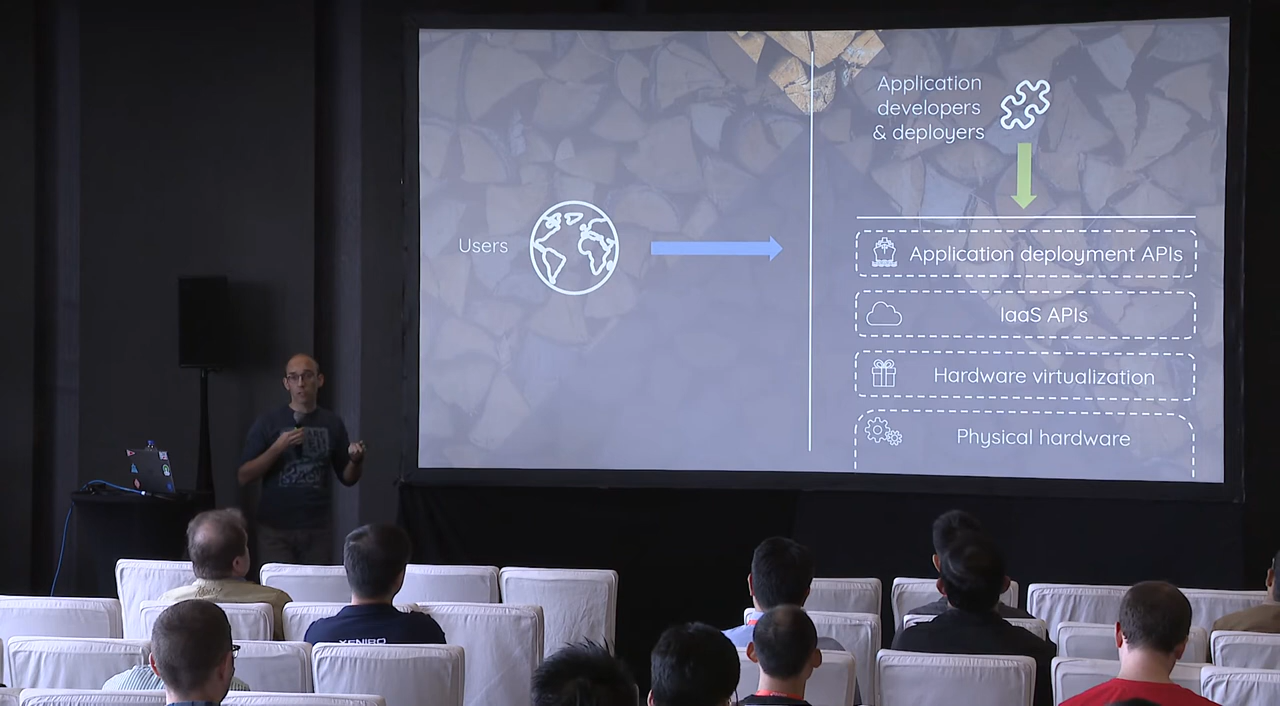 Application
developers
& deployers
Users
Application deployment APIs
IaaS APIs
Hardware virtualization
Physical hardware